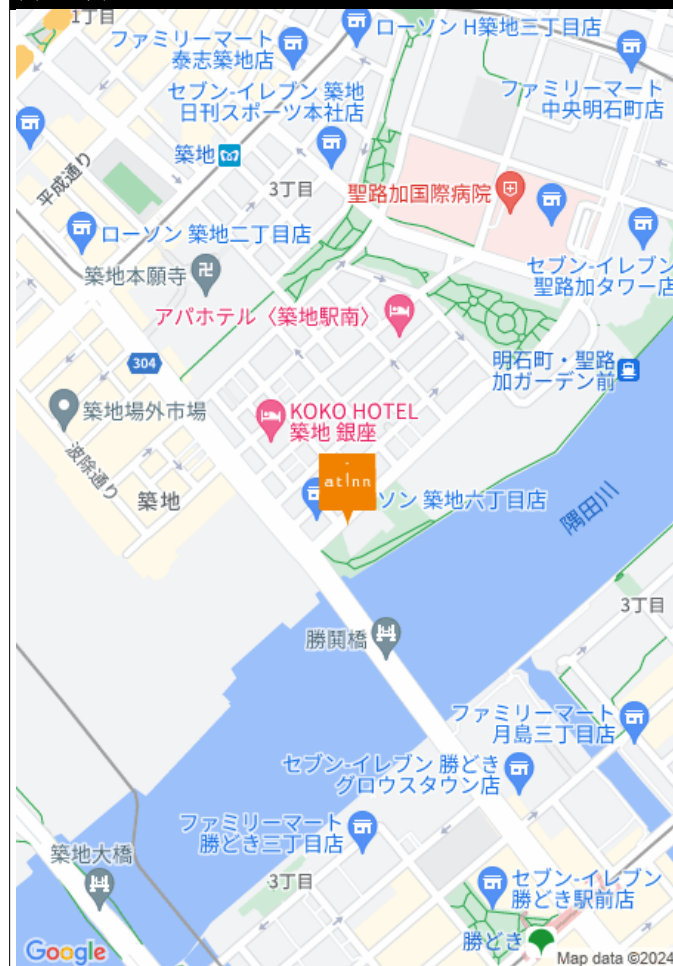 1丁目
ローソン H築地三丁目店
ファミリーマート
泰志築地店
ファミリーマート
中央明石町店
セブン-イレブン 築地
日刊スポーツ本社店
築地
平成通り
3丁目
聖路加国際病院
ローソン 築地二丁目店
セブン-イレブン
聖路加タワー店
築地本願寺
アパホテル〈築地駅南〉
304
明石町・聖路
加ガーデン前
築地場外市場
KOKO HOTEL
築地 銀座
波除通り
atinn
築地
ソン 築地六丁目店
隅田川
3丁目
勝鬨橋
ファミリーマート
月島三丁目店
セブン-イレブン 勝どき
グロウスタウン店
ファミリーマート
勝どき三丁目店
築地大橋
3丁目
セブン-イレブン
勝どき駅前店
勝どき
Google
Map data ©2024